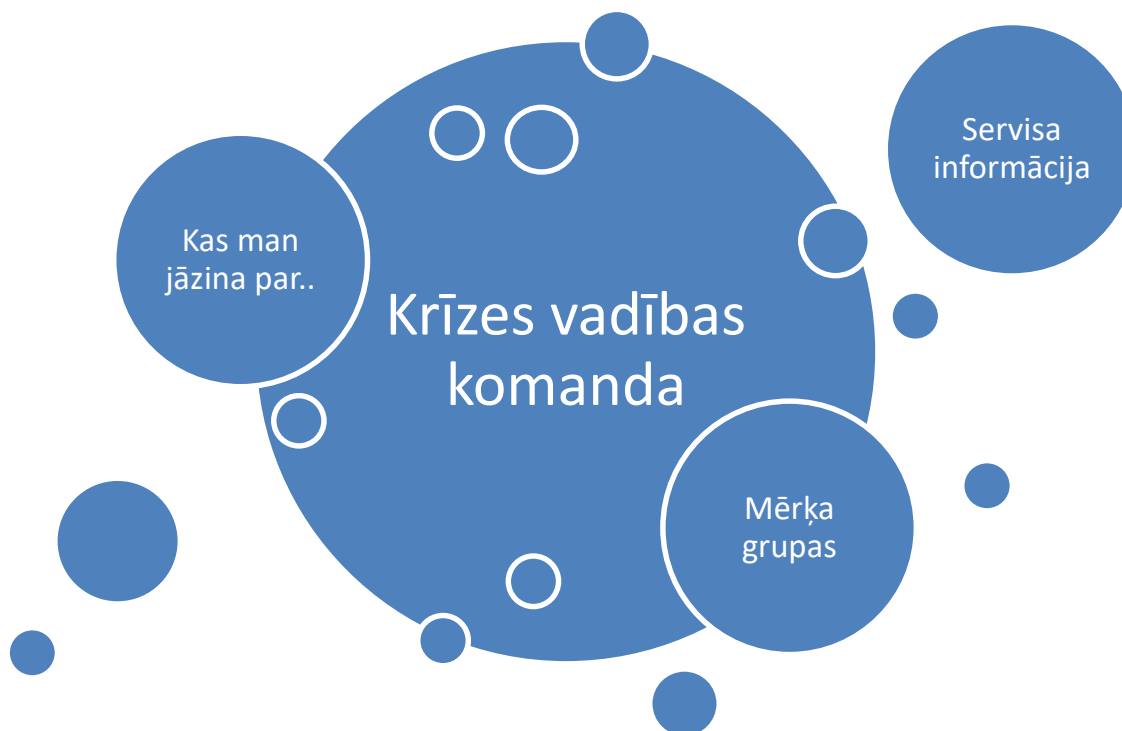 Servisa
informācija
Kas man
jāzina par..
Krīzes vadības
komanda
Mērķa
grupas